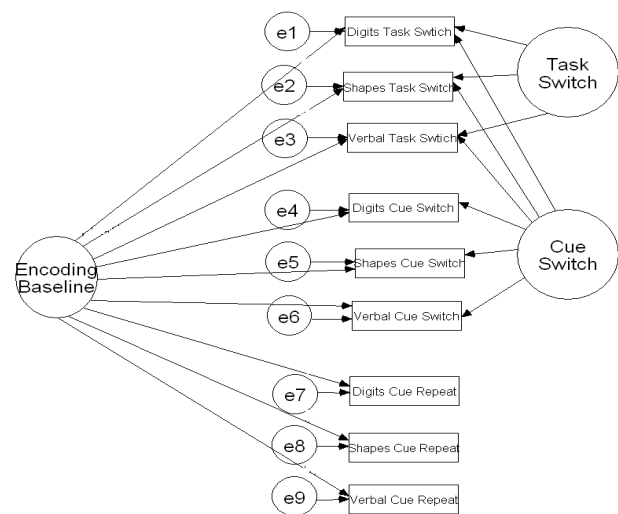 e1
Digits Task Swtich
e2
Shapes Task Switch
e3
Verbal Task Swtich
Task
Switch
e4
Digits Cue Switch
e5
Shapes Cue Switch
e6
Verbal Cue Switch
Cue
Switch
Encoding
Baseline
e7
Digits Cue Repeat
e8
Shapes Cue Repeat
e9
Verbal Cue Repeat